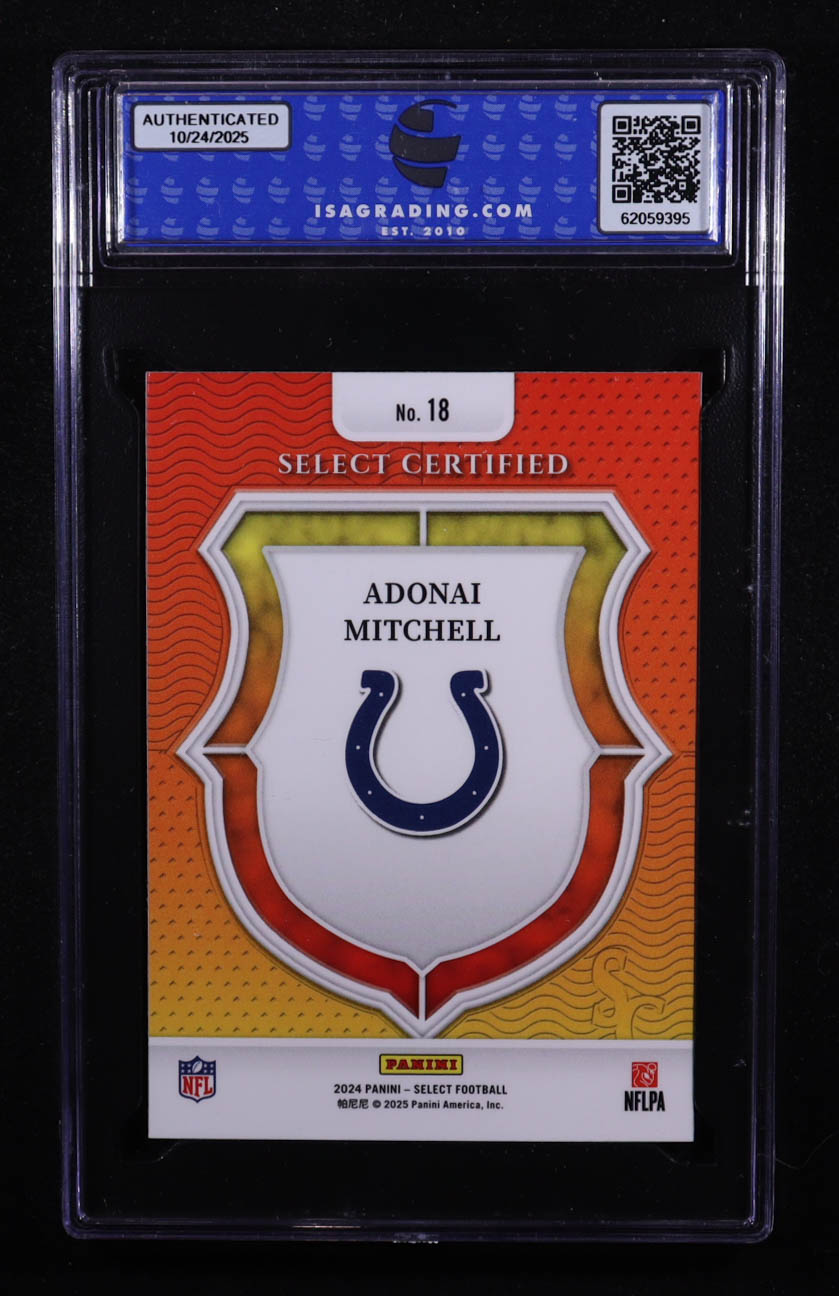 AUTHENTICATED
10/24/2025
ISAGRADING.COM
EST. 2010
62059395
No. 18
SELECT CERTIFIED
ADONAI
MITCHELL
SC
NFL
PANINI
2024 PANINI – SELECT FOOTBALL
帕尼尼 © 2025 Panini America, Inc.
NFLPA